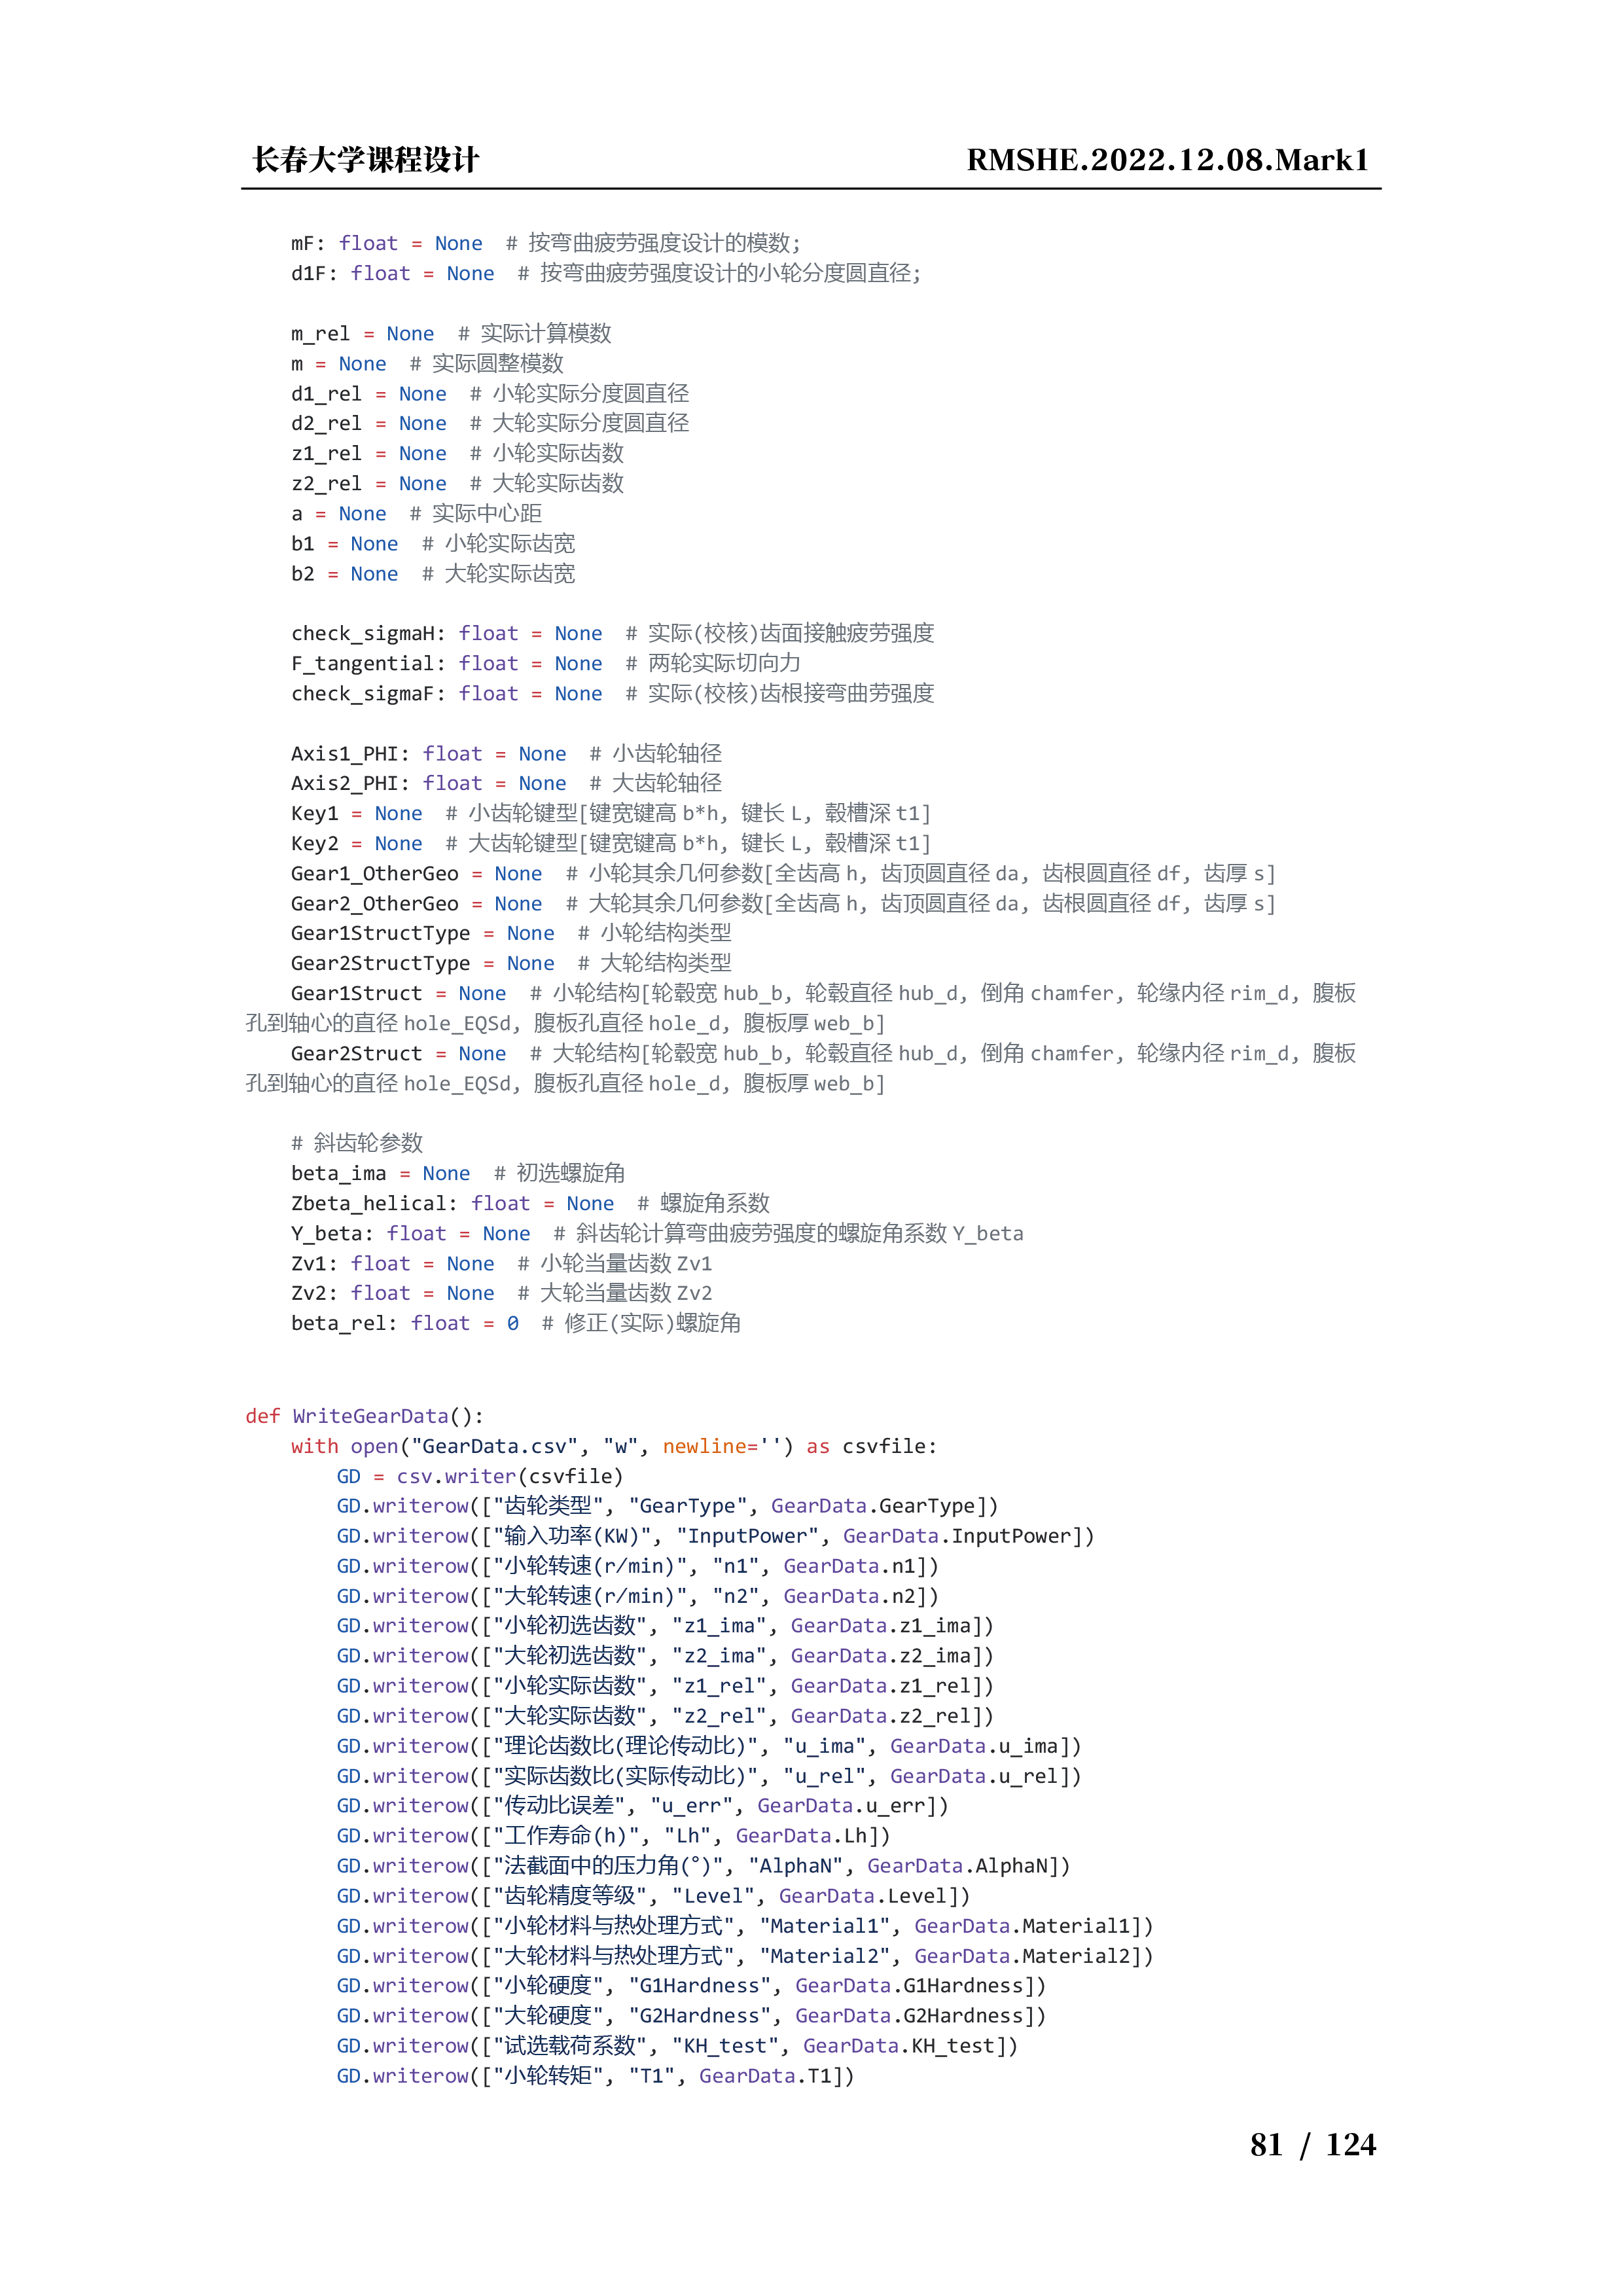 长春大学课程设计
RMSHE.2022.12.08.Mark1
mF: float = None  # 按弯曲疲劳强度设计的模数;
d1F: float = None  # 按弯曲疲劳强度设计的小轮分度圆直径;
m_rel = None  # 实际计算模数
m = None  # 实际圆整模数
d1_rel = None  # 小轮实际分度圆直径
d2_rel = None  # 大轮实际分度圆直径
z1_rel = None  # 小轮实际齿数
z2_rel = None  # 大轮实际齿数
a = None  # 实际中心距
b1 = None  # 小轮实际齿宽
b2 = None  # 大轮实际齿宽
check_sigmaH: float = None  # 实际(校核)齿面接触疲劳强度
F_tangential: float = None  # 两轮实际切向力
check_sigmaF: float = None  # 实际(校核)齿根接弯曲劳强度
Axis1_PHI: float = None  # 小齿轮轴径
Axis2_PHI: float = None  # 大齿轮轴径
Key1 = None  # 小齿轮键型[键宽键高 b*h, 键长 L, 毂槽深 t1]
Key2 = None  # 大齿轮键型[键宽键高 b*h, 键长 L, 毂槽深 t1]
Gear1_OtherGeo = None  # 小轮其余几何参数[全齿高 h, 齿顶圆直径 da, 齿根圆直径 df, 齿厚 s]
Gear2_OtherGeo = None  # 大轮其余几何参数[全齿高 h, 齿顶圆直径 da, 齿根圆直径 df, 齿厚 s]
Gear1StructType = None  # 小轮结构类型
Gear2StructType = None  # 大轮结构类型
Gear1Struct = None  # 小轮结构[轮毂宽 hub_b, 轮毂直径 hub_d, 倒角 chamfer, 轮缘内径 rim_d, 腹板
孔到轴心的直径 hole_EQSd, 腹板孔直径 hole_d, 腹板厚 web_b]
Gear2Struct = None  # 大轮结构[轮毂宽 hub_b, 轮毂直径 hub_d, 倒角 chamfer, 轮缘内径 rim_d, 腹板
孔到轴心的直径 hole_EQSd, 腹板孔直径 hole_d, 腹板厚 web_b]
# 斜齿轮参数
beta_ima = None  # 初选螺旋角
Zbeta_helical: float = None  # 螺旋角系数
Y_beta: float = None  # 斜齿轮计算弯曲疲劳强度的螺旋角系数 Y_beta
Zv1: float = None  # 小轮当量齿数 Zv1
Zv2: float = None  # 大轮当量齿数 Zv2
beta_rel: float = 0  # 修正(实际)螺旋角
def WriteGearData():
with open("GearData.csv", "w", newline='') as csvfile:
GD = csv.writer(csvfile)
GD.writerow(["齿轮类型", "GearType", GearData.GearType])
GD.writerow(["输入功率(KW)", "InputPower", GearData.InputPower])
GD.writerow(["小轮转速(r/min)", "n1", GearData.n1])
GD.writerow(["大轮转速(r/min)", "n2", GearData.n2])
GD.writerow(["小轮初选齿数", "z1_ima", GearData.z1_ima])
GD.writerow(["大轮初选齿数", "z2_ima", GearData.z2_ima])
GD.writerow(["小轮实际齿数", "z1_rel", GearData.z1_rel])
GD.writerow(["大轮实际齿数", "z2_rel", GearData.z2_rel])
GD.writerow(["理论齿数比(理论传动比)", "u_ima", GearData.u_ima])
GD.writerow(["实际齿数比(实际传动比)", "u_rel", GearData.u_rel])
GD.writerow(["传动比误差", "u_err", GearData.u_err])
GD.writerow(["工作寿命(h)", "Lh", GearData.Lh])
GD.writerow(["法截面中的压力角(°)", "AlphaN", GearData.AlphaN])
GD.writerow(["齿轮精度等级", "Level", GearData.Level])
GD.writerow(["小轮材料与热处理方式", "Material1", GearData.Material1])
GD.writerow(["大轮材料与热处理方式", "Material2", GearData.Material2])
GD.writerow(["小轮硬度", "G1Hardness", GearData.G1Hardness])
GD.writerow(["大轮硬度", "G2Hardness", GearData.G2Hardness])
GD.writerow(["试选载荷系数", "KH_test", GearData.KH_test])
GD.writerow(["小轮转矩", "T1", GearData.T1])
81 / 124